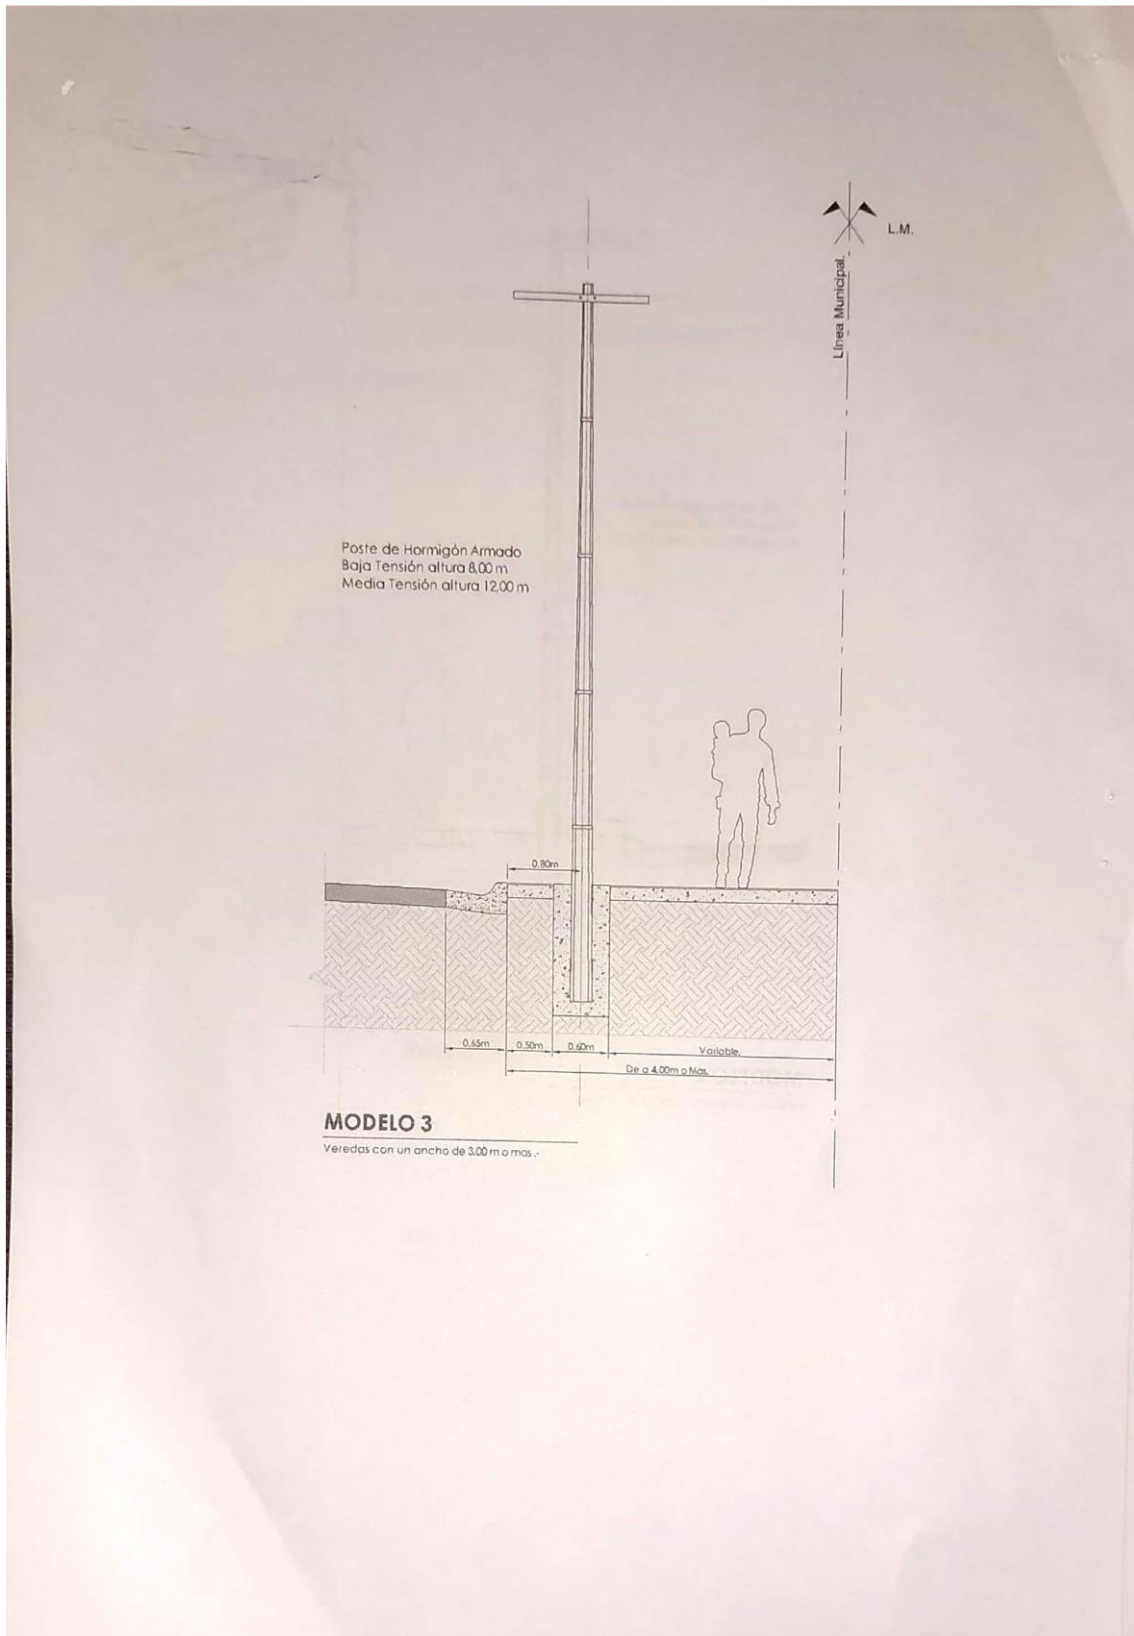 L.M.
Línea Municipal.
Poste de Hormigón Armado
Baja Tensión altura 8,00 m
Media Tensión altura 12,00 m
0.80m
0.65m
0.50m
0.60m
Variable.
De a 4.00m o Mas.
MODELO 3
Veredas con un ancho de 3.00 m o mas .-